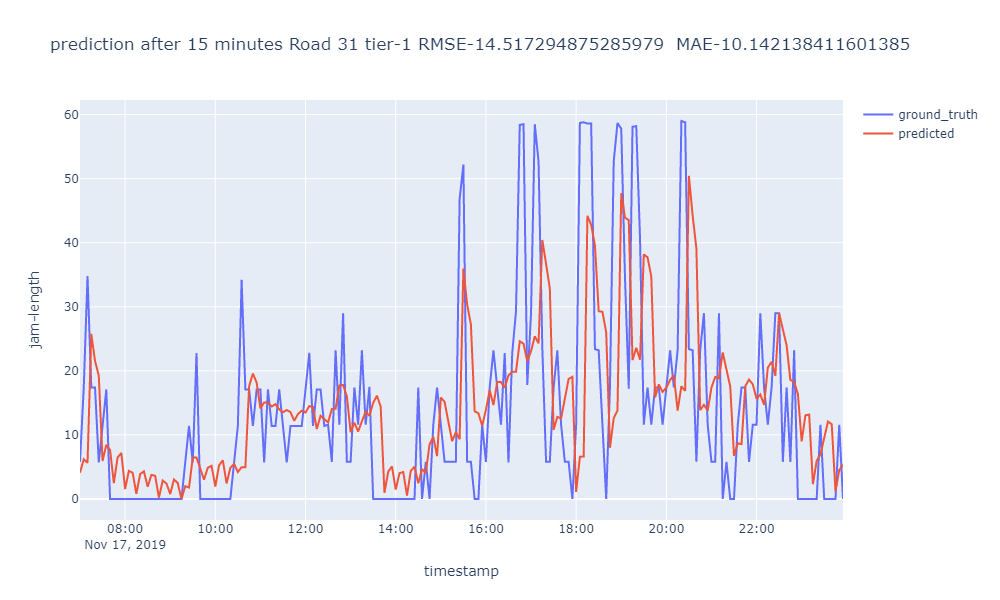 prediction after 15 minutes Road 31 tier-1 RMSE-14.517294875285979  MAE-10.142138411601385
ground_truth
predicted
60
50
40
30
20
10
0
jam-length
08:00 10:00 12:00 14:00 16:00 18:00 20:00 22:00
Nov 17, 2019
timestamp